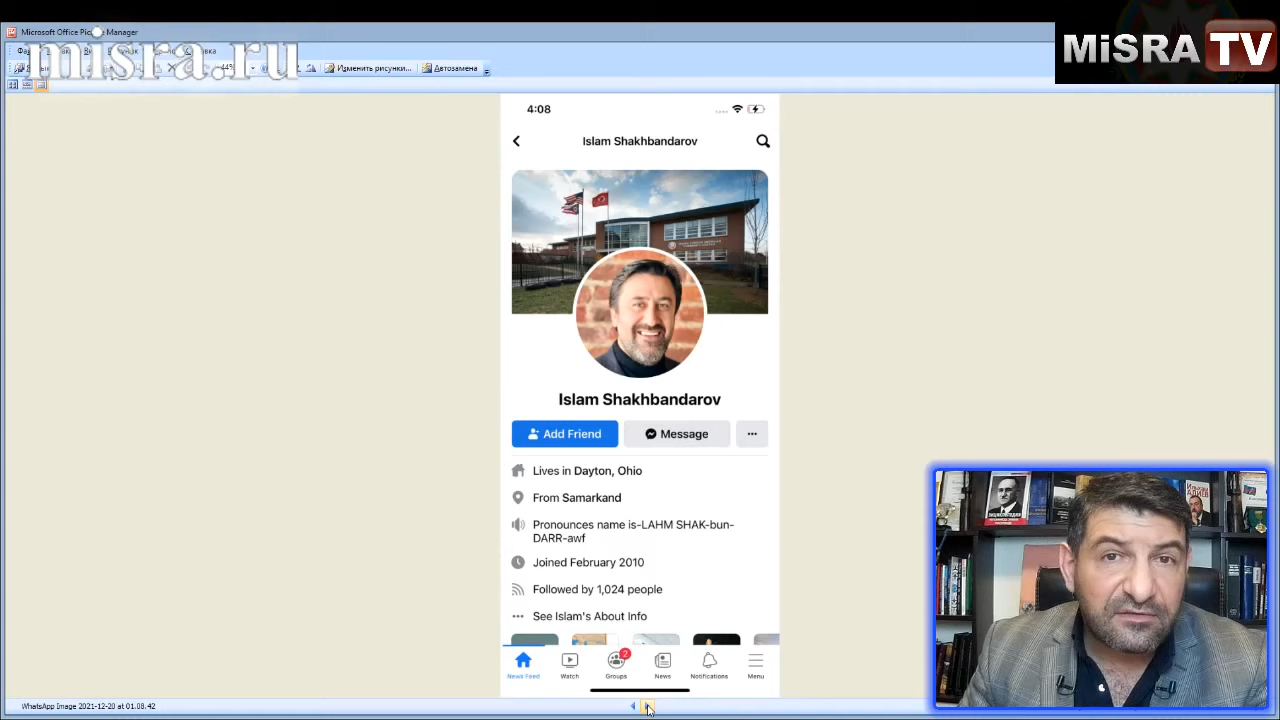 Microsoft Office Pic Manager
misra.ru
MiSRA TV
Изменить рисунки...
Автозамена
4:08
Islam Shakhbandarov
Islam Shakhbandarov
Add Friend
Message
Lives in Dayton, Ohio
From Samarkand
Pronounces name is-LAHM SHAK-bun-
DARR-awf
Joined February 2010
Followed by 1,024 people
See Islam's About Info
2
News Feed
Watch
Groups
News
Notifications
Menu
WhatsApp Image 2021-12-20 at 01.08.42